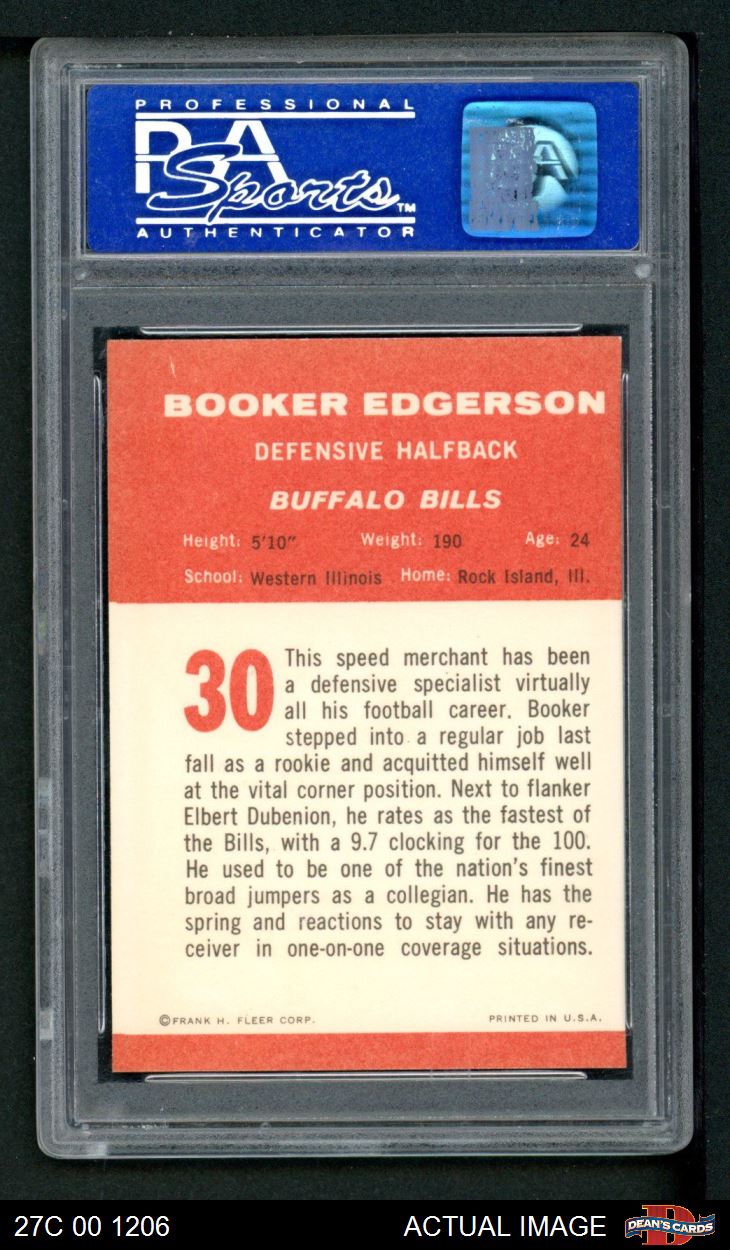 PROFESSIONAL
PSA
Sports™
AUTHENTICATOR
BOOKER EDGERSON
DEFENSIVE HALFBACK
BUFFALO BILLS
Height: 5'10" Weight: 190 Age: 24
School: Western Illinois Home: Rock Island, Ill.
30 This speed merchant has been
a defensive specialist virtually
all his football career. Booker
stepped into a regular job last
fall as a rookie and acquitted himself well
at the vital corner position. Next to flanker
Elbert Dubenion, he rates as the fastest of
the Bills, with a 9.7 clocking for the 100.
He used to be one of the nation's finest
broad jumpers as a collegian. He has the
spring and reactions to stay with any re-
ceiver in one-on-one coverage situations.
©FRANK H. FLEER CORP. PRINTED IN U.S.A.
27C 00 1206 ACTUAL IMAGE DEAN'S CARDS